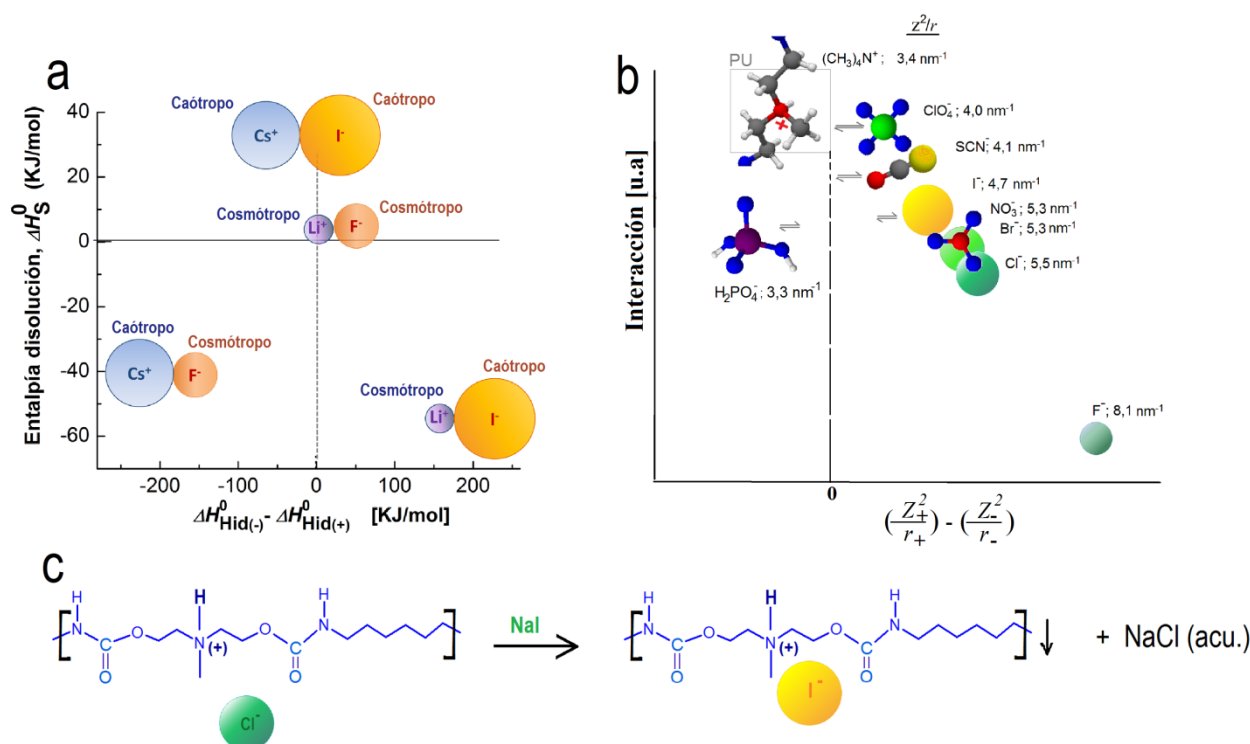 a
Caótropo
Caótropo
Cs⁺
I⁻
Cosmótropo
Cosmótropo
Li⁺
F⁻
Caótropo
Cosmótropo
Cs⁺
F⁻
Caótropo
Cosmótropo
Li⁺
I⁻
Entalpía disolución, ΔH⁰S (KJ/mol)
40
20
0
-20
-40
-60
-200
-100
0
100
200
ΔH⁰Hid(-) - ΔH⁰Hid(+) [KJ/mol]
b
z²/r
PU
(CH₃)₄N⁺; 3,4 nm⁻¹
+
ClO₄⁻; 4,0 nm⁻¹
SCN⁻; 4,1 nm⁻¹
I⁻; 4,7 nm⁻¹
NO₃⁻; 5,3 nm⁻¹
Br⁻; 5,3 nm⁻¹
Cl⁻; 5,5 nm⁻¹
H₂PO₄⁻; 3,3 nm⁻¹
F⁻; 8,1 nm⁻¹
Interacción [u.a]
0
(Z₊²/r₊) - (Z₋²/r₋)
c
H
H
H
[ N
O
N
O
N ]
C
(+)
C
O
O
Cl⁻
NaI
H
H
H
[ N
O
N
O
N ] ↓ + NaCl (acu.)
C
(+)
C
O
O
I⁻